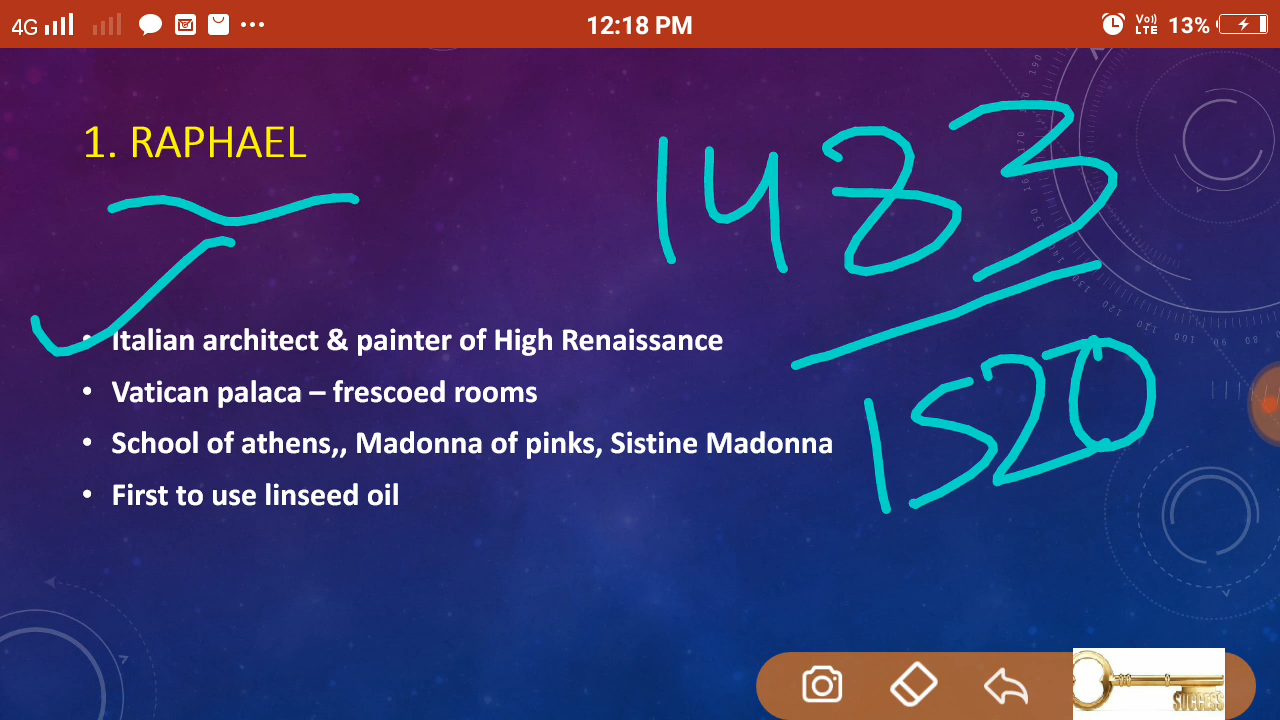 4G 12:18 PM Vo)) LTE 13%
1. RAPHAEL
1483
1520
• Italian architect & painter of High Renaissance
• Vatican palaca – frescoed rooms
• School of athens,, Madonna of pinks, Sistine Madonna
• First to use linseed oil
SUCCESS